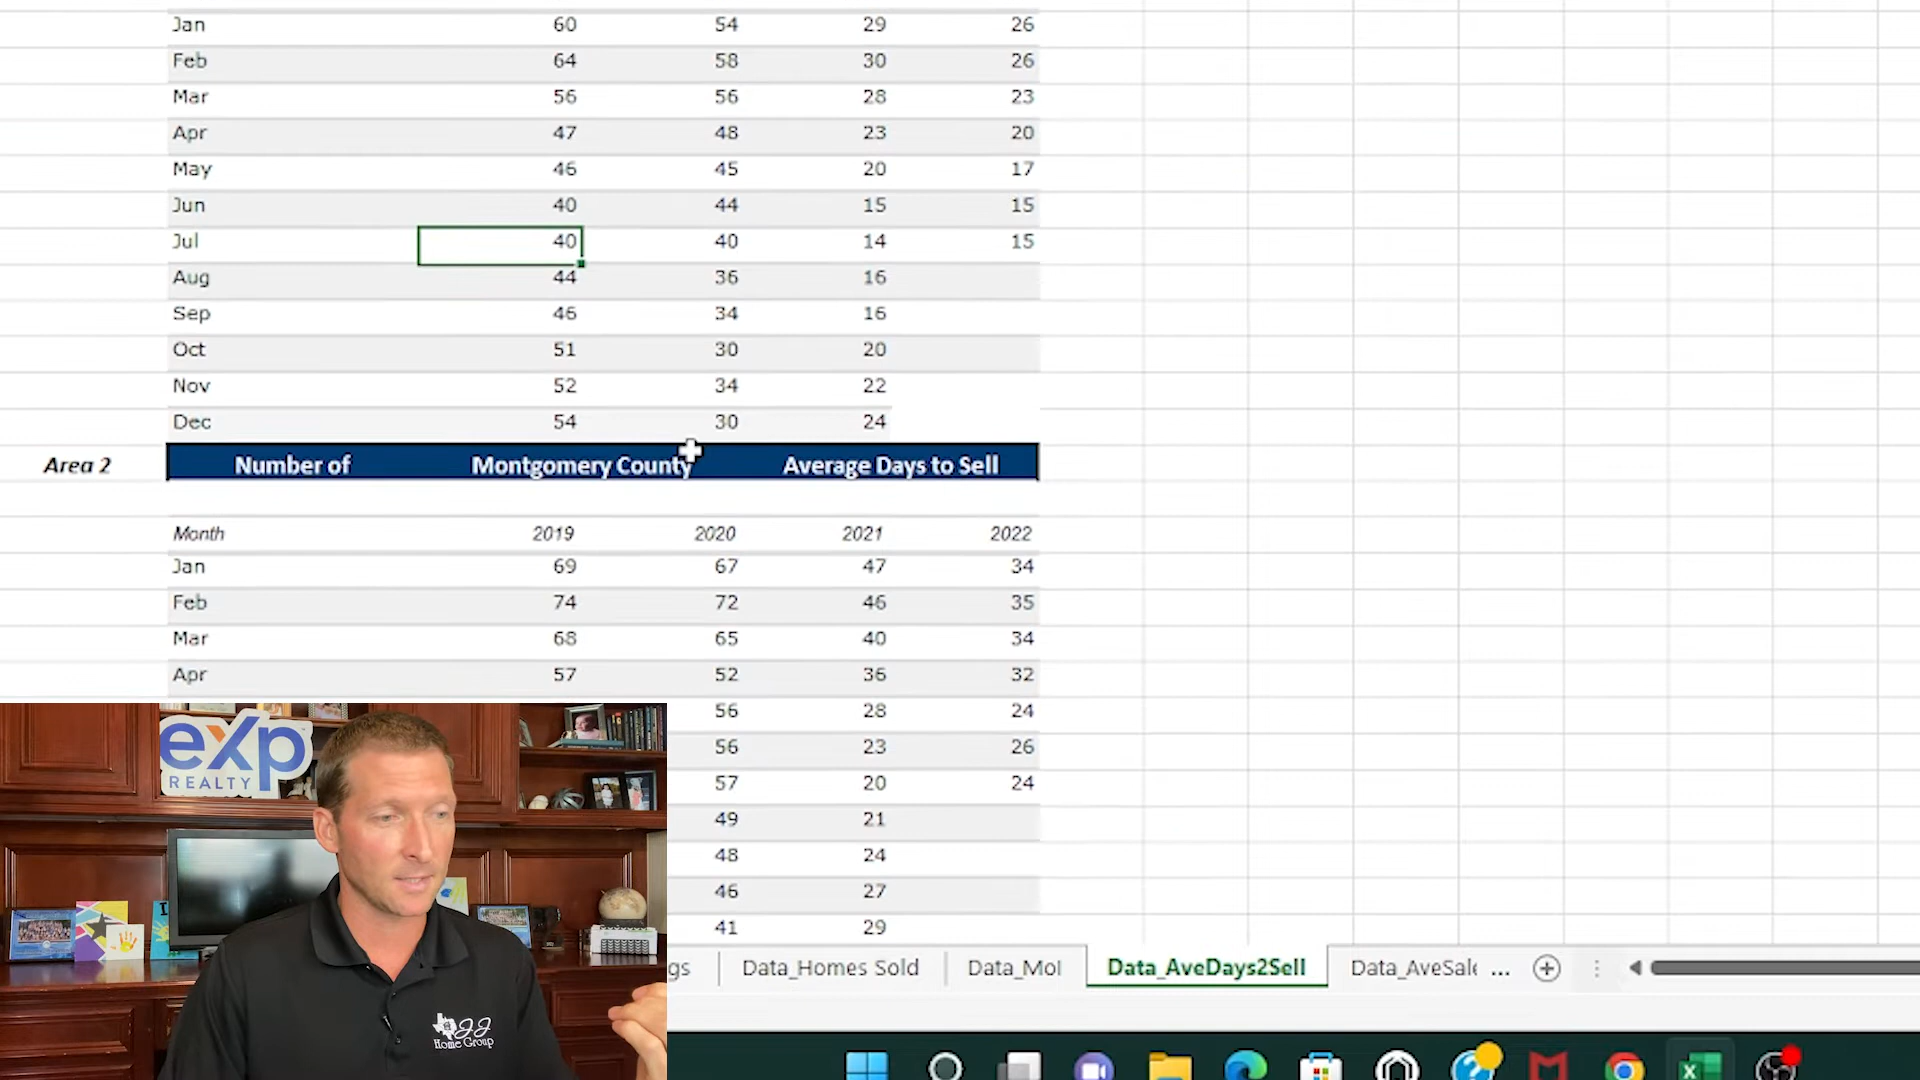 Jan 60 54 29 26
Feb 64 58 30 26
Mar 56 56 28 23
Apr 47 48 23 20
May 46 45 20 17
Jun 40 44 15 15
Jul 40 40 14 15
Aug 44 36 16
Sep 46 34 16
Oct 51 30 20
Nov 52 34 22
Dec 54 30 24
Area 2 Number of Montgomery County Average Days to Sell
Month 2019 2020 2021 2022
Jan 69 67 47 34
Feb 74 72 46 35
Mar 68 65 40 34
Apr 57 52 36 32
56 28 24
56 23 26
57 20 24
49 21
48 24
46 27
41 29
eXp
REALTY
JJ
Home Group
gs Data_Homes Sold Data_MoI Data_AveDays2Sell Data_AveSale ...